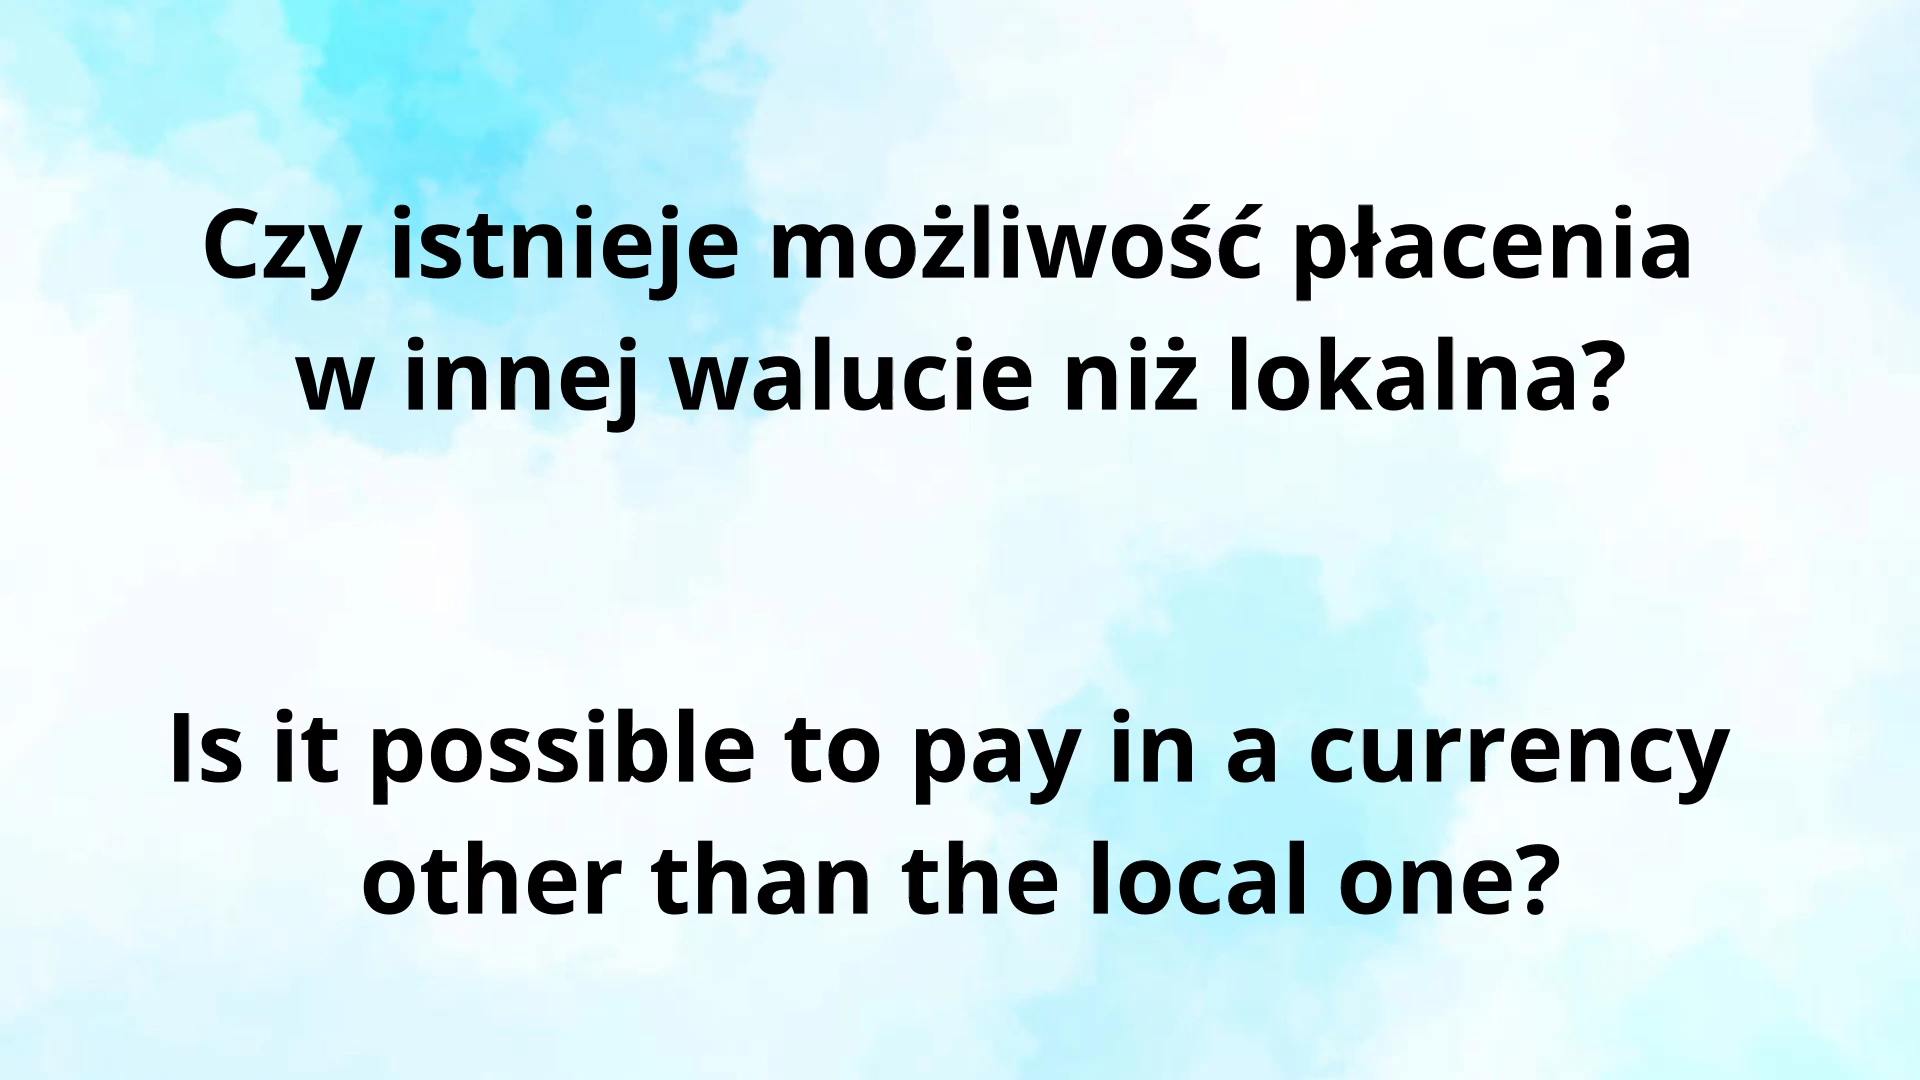 Czy istnieje możliwość płacenia
w innej walucie niż lokalna?
Is it possible to pay in a currency
other than the local one?